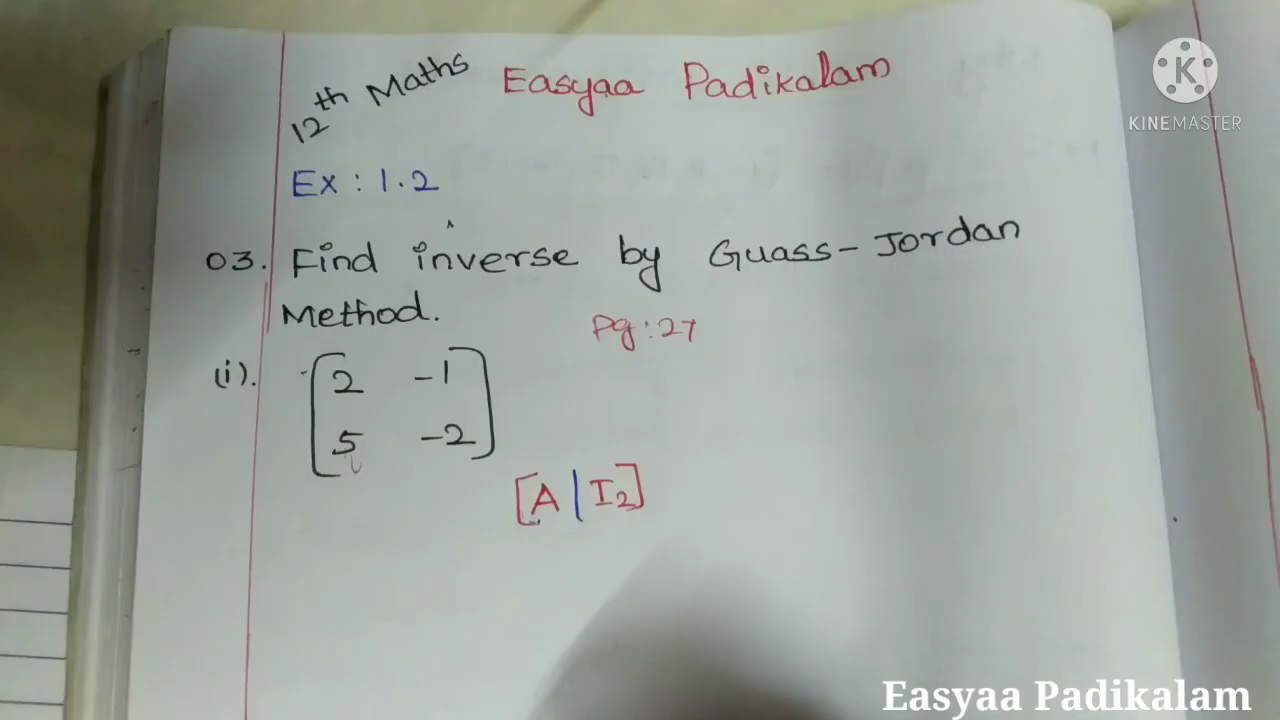 12th Maths Easyaa Padikalam
KINEMASTER
Ex : 1.2
03. Find inverse by Guass-Jordan
Method.
Pg : 27
(i). [2 -1
5 -2]
[A | I₂]
Easyaa Padikalam